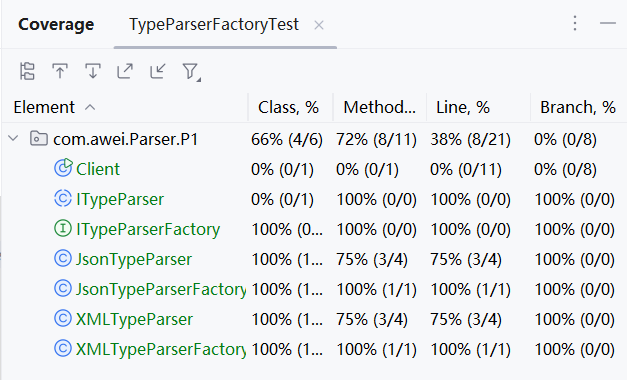 Coverage TypeParserFactoryTest
Element Class, % Method... Line, % Branch, %
com.awei.Parser.P1 66% (4/6) 72% (8/11) 38% (8/21) 0% (0/8)
Client 0% (0/1) 0% (0/1) 0% (0/11) 0% (0/8)
ITypeParser 0% (0/1) 100% (0/0) 100% (0/0) 100% (0/0)
ITypeParserFactory 100% (0... 100% (0/0) 100% (0/0) 100% (0/0)
JsonTypeParser 100% (1... 75% (3/4) 75% (3/4) 100% (0/0)
JsonTypeParserFactory 100% (1... 100% (1/1) 100% (1/1) 100% (0/0)
XMLTypeParser 100% (1... 75% (3/4) 75% (3/4) 100% (0/0)
XMLTypeParserFactory 100% (1... 100% (1/1) 100% (1/1) 100% (0/0)